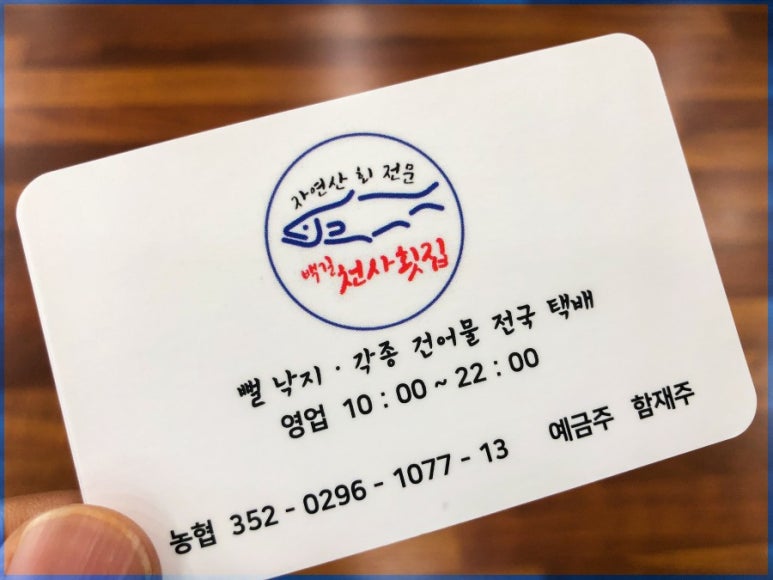 자연산 회 전문
백길 천사횟집
뻘 낙지 · 각종 건어물 전국 택배
영업 10 : 00 ~ 22 : 00
농협 352 - 0296 - 1077 - 13 예금주 함재주